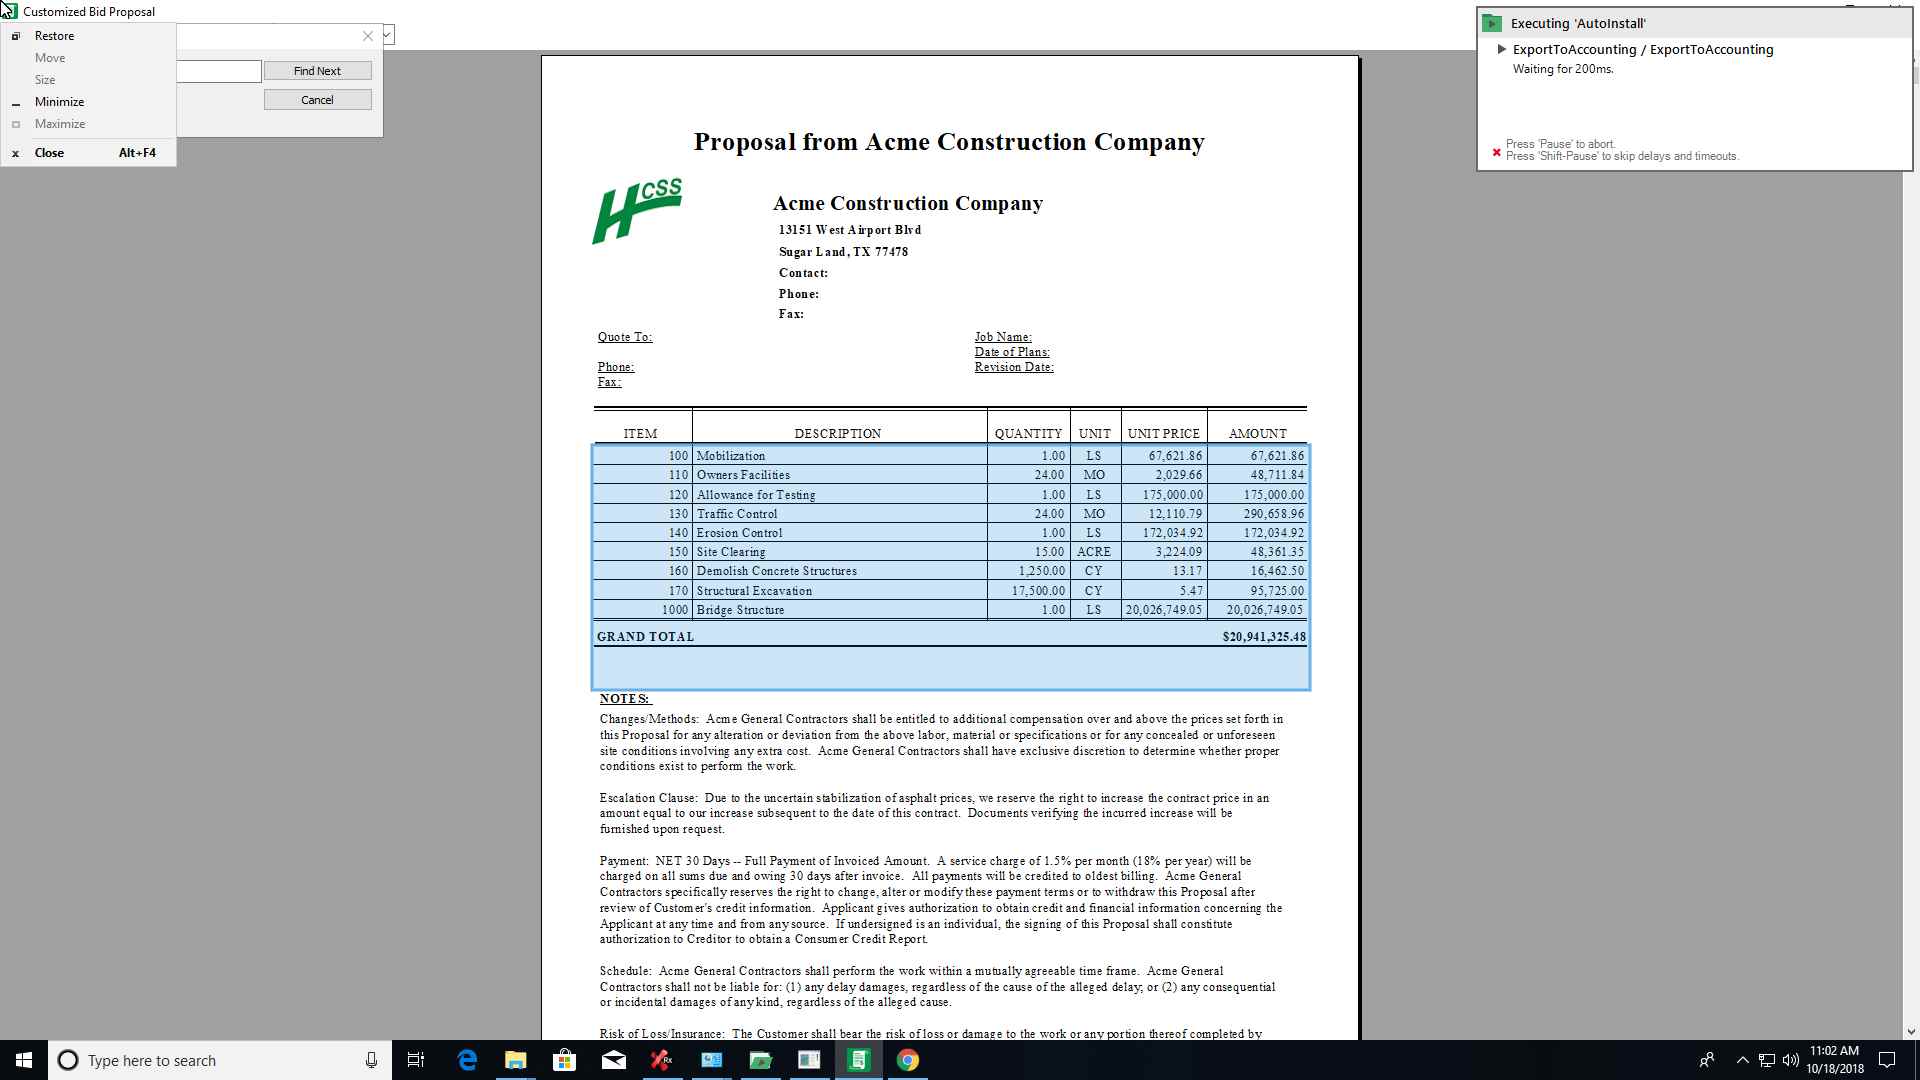 Customized Bid Proposal
Restore
Move
Size
Minimize
Maximize
Close Alt+F4
Find Next
Cancel
Executing 'AutoInstall'
ExportToAccounting / ExportToAccounting
Waiting for 200ms.
Press 'Pause' to abort.
Press 'Shift-Pause' to skip delays and timeouts.
Proposal from Acme Construction Company
HCSS
Acme Construction Company
13151 West Airport Blvd
Sugar Land, TX 77478
Contact:
Phone:
Fax:
Quote To: Job Name:
Date of Plans:
Phone: Revision Date:
Fax:
ITEM DESCRIPTION QUANTITY UNIT UNIT PRICE AMOUNT
100 Mobilization 1.00 LS 67,621.86 67,621.86
110 Owners Facilities 24.00 MO 2,029.66 48,711.84
120 Allowance for Testing 1.00 LS 175,000.00 175,000.00
130 Traffic Control 24.00 MO 12,110.79 290,658.96
140 Erosion Control 1.00 LS 172,034.92 172,034.92
150 Site Clearing 15.00 ACRE 3,224.09 48,361.35
160 Demolish Concrete Structures 1,250.00 CY 13.17 16,462.50
170 Structural Excavation 17,500.00 CY 5.47 95,725.00
1000 Bridge Structure 1.00 LS 20,026,749.05 20,026,749.05
GRAND TOTAL $20,941,325.48
NOTES:
Changes/Methods: Acme General Contractors shall be entitled to additional compensation over and above the prices set forth in
this Proposal for any alteration or deviation from the above labor, material or specifications or for any concealed or unforeseen
site conditions involving any extra cost. Acme General Contractors shall have exclusive discretion to determine whether proper
conditions exist to perform the work.
Escalation Clause: Due to the uncertain stabilization of asphalt prices, we reserve the right to increase the contract price in an
amount equal to our increase subsequent to the date of this contract. Documents verifying the incurred increase will be
furnished upon request.
Payment: NET 30 Days -- Full Payment of Invoiced Amount. A service charge of 1.5% per month (18% per year) will be
charged on all sums due and owing 30 days after invoice. All payments will be credited to oldest billing. Acme General
Contractors specifically reserves the right to change, alter or modify these payment terms or to withdraw this Proposal after
review of Customer's credit information. Applicant gives authorization to obtain credit and financial information concerning the
Applicant at any time and from any source. If undersigned is an individual, the signing of this Proposal shall constitute
authorization to Creditor to obtain a Consumer Credit Report.
Schedule: Acme General Contractors shall perform the work within a mutually agreeable time frame. Acme General
Contractors shall not be liable for: (1) any delay damages, regardless of the cause of the alleged delay; or (2) any consequential
or incidental damages of any kind, regardless of the alleged cause.
Risk of Loss/Insurance: The Customer shall bear the risk of loss or damage to the work or any portion thereof completed by
Type here to search
11:02 AM
10/18/2018